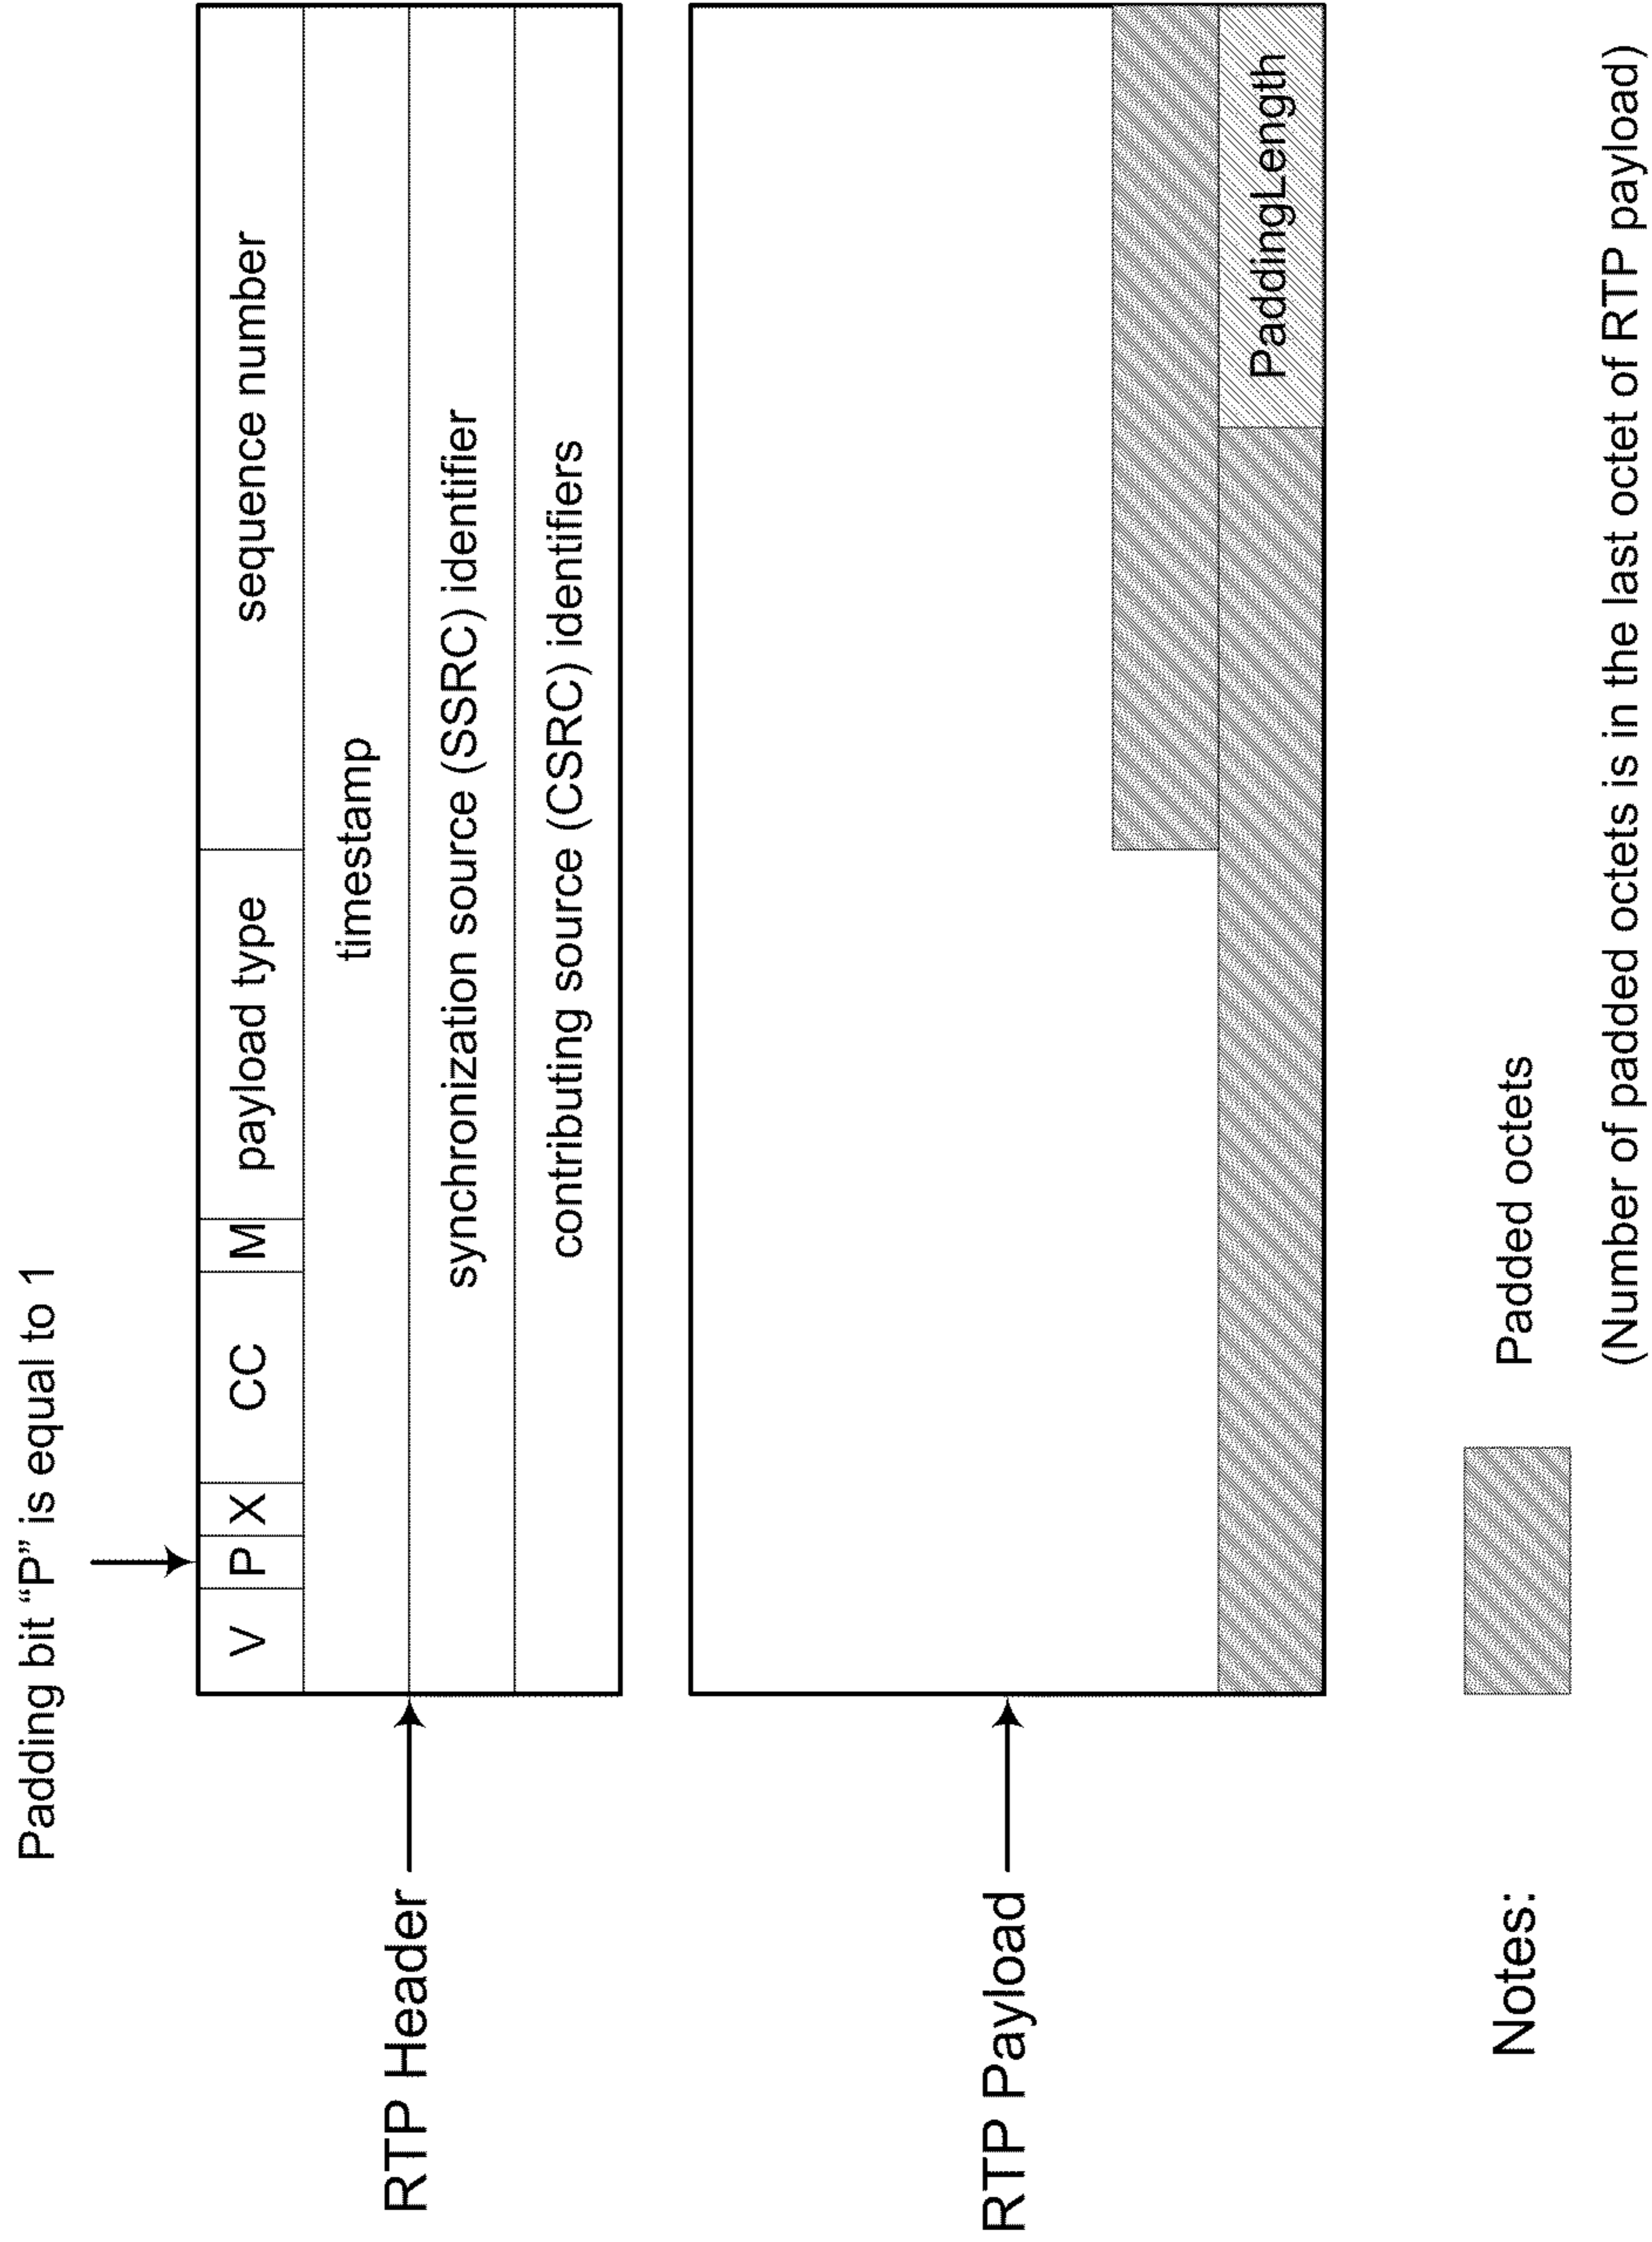 Padding bit “P” is equal to 1
V P X CC M payload type sequence number
timestamp
RTP Header
synchronization source (SSRC) identifier
contributing source (CSRC) identifiers
RTP Payload
PaddingLength
Notes:
Padded octets
(Number of padded octets is in the last octet of RTP payload)